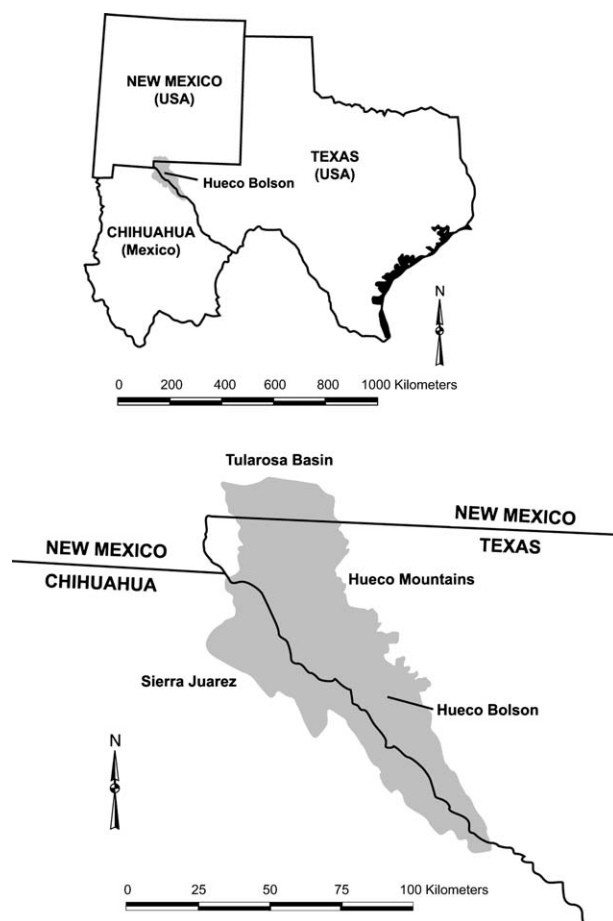 NEW MEXICO
(USA)
TEXAS
(USA)
Hueco Bolson
CHIHUAHUA
(Mexico)
N
0 200 400 600 800 1000 Kilometers
Tularosa Basin
NEW MEXICO
TEXAS
NEW MEXICO
CHIHUAHUA
Hueco Mountains
Sierra Juarez
Hueco Bolson
N
0 25 50 75 100 Kilometers